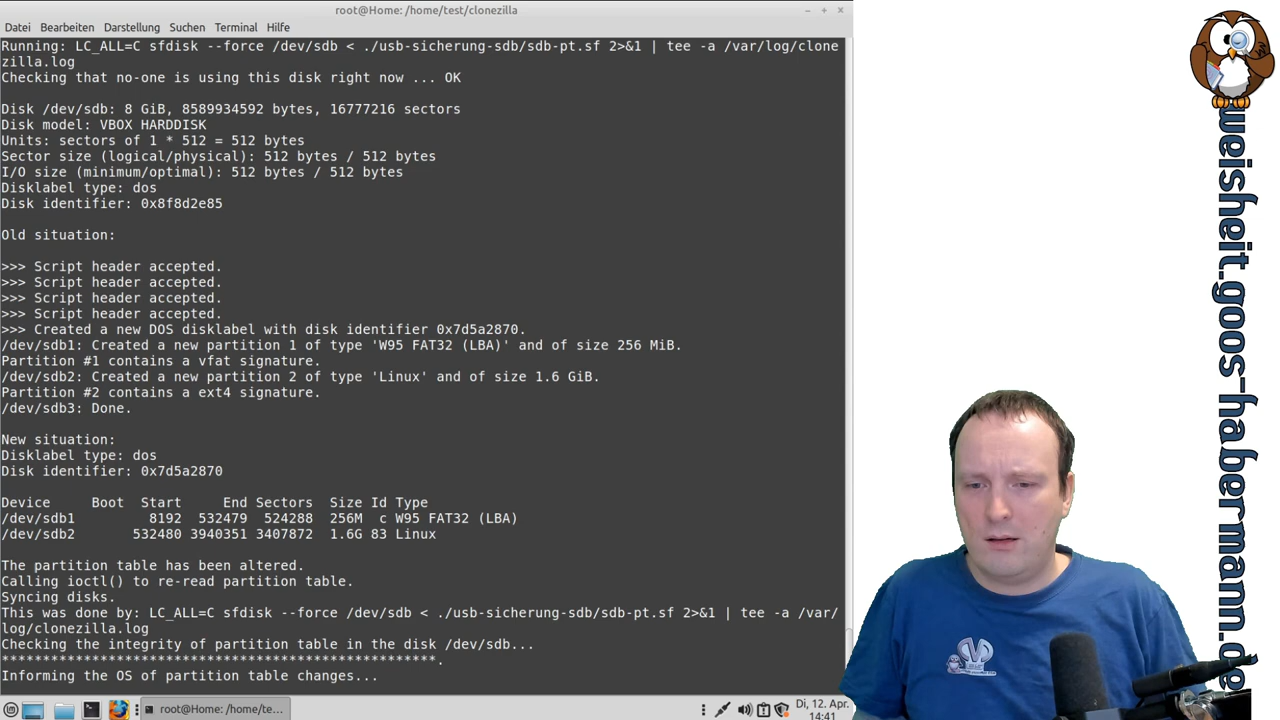 root@Home: /home/test/clonezilla
Datei Bearbeiten Darstellung Suchen Terminal Hilfe
Running: LC_ALL=C sfdisk --force /dev/sdb < ./usb-sicherung-sdb/sdb-pt.sf 2>&1 | tee -a /var/log/clone
zilla.log
Checking that no-one is using this disk right now ... OK
Disk /dev/sdb: 8 GiB, 8589934592 bytes, 16777216 sectors
Disk model: VBOX HARDDISK
Units: sectors of 1 * 512 = 512 bytes
Sector size (logical/physical): 512 bytes / 512 bytes
I/O size (minimum/optimal): 512 bytes / 512 bytes
Disklabel type: dos
Disk identifier: 0x8f8d2e85
Old situation:
>>> Script header accepted.
>>> Script header accepted.
>>> Script header accepted.
>>> Script header accepted.
>>> Created a new DOS disklabel with disk identifier 0x7d5a2870.
/dev/sdb1: Created a new partition 1 of type 'W95 FAT32 (LBA)' and of size 256 MiB.
Partition #1 contains a vfat signature.
/dev/sdb2: Created a new partition 2 of type 'Linux' and of size 1.6 GiB.
Partition #2 contains a ext4 signature.
/dev/sdb3: Done.
New situation:
Disklabel type: dos
Disk identifier: 0x7d5a2870
Device Boot Start End Sectors Size Id Type
/dev/sdb1 8192 532479 524288 256M c W95 FAT32 (LBA)
/dev/sdb2 532480 3940351 3407872 1.6G 83 Linux
The partition table has been altered.
Calling ioctl() to re-read partition table.
Syncing disks.
This was done by: LC_ALL=C sfdisk --force /dev/sdb < ./usb-sicherung-sdb/sdb-pt.sf 2>&1 | tee -a /var/
log/clonezilla.log
Checking the integrity of partition table in the disk /dev/sdb...
*****************************************************.
Informing the OS of partition table changes...
root@Home: /home/te...
Di, 12. Apr.
14:41
weisheit.goos-habermann.de